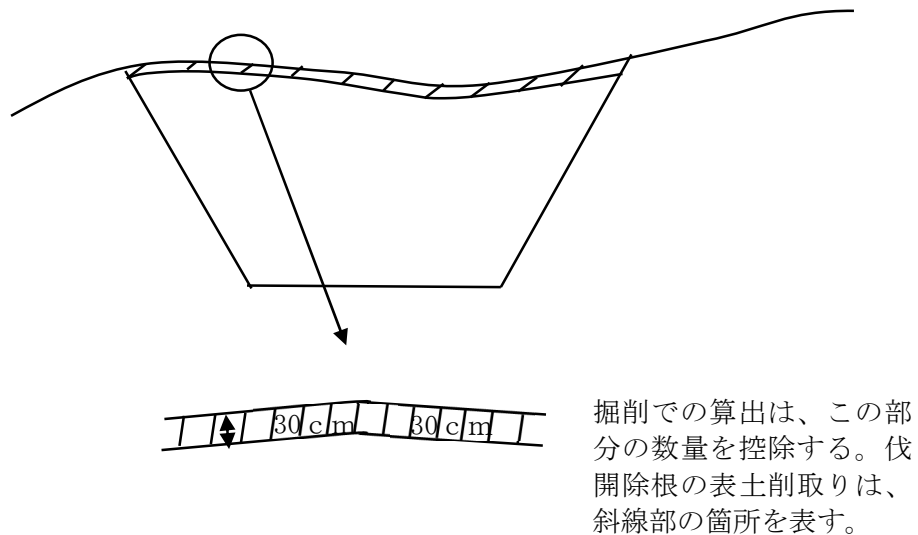 30 c m 30 c m
掘削での算出は、この部
分の数量を控除する。伐
開除根の表土削取りは、
斜線部の箇所を表す。